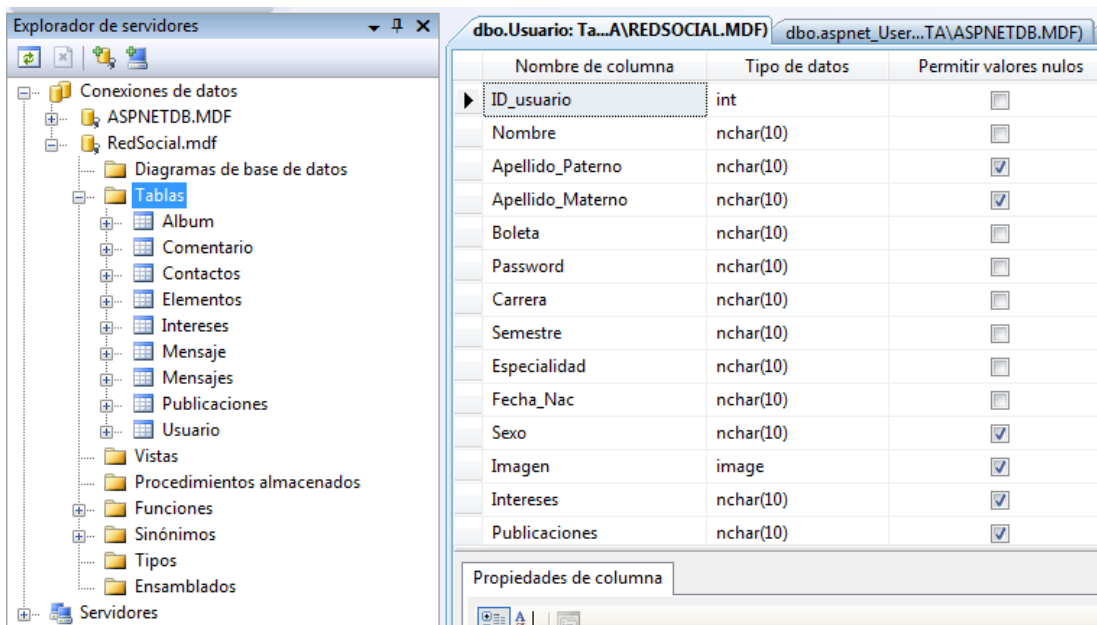 Explorador de servidores
Conexiones de datos
ASPNETDB.MDF
RedSocial.mdf
Diagramas de base de datos
Tablas
Album
Comentario
Contactos
Elementos
Intereses
Mensaje
Mensajes
Publicaciones
Usuario
Vistas
Procedimientos almacenados
Funciones
Sinónimos
Tipos
Ensamblados
Servidores
dbo.Usuario: Ta...A\REDSOCIAL.MDF) dbo.aspnet_User...TA\ASPNETDB.MDF)
Nombre de columna Tipo de datos Permitir valores nulos
ID_usuario int
Nombre nchar(10)
Apellido_Paterno nchar(10)
Apellido_Materno nchar(10)
Boleta nchar(10)
Password nchar(10)
Carrera nchar(10)
Semestre nchar(10)
Especialidad nchar(10)
Fecha_Nac nchar(10)
Sexo nchar(10)
Imagen image
Intereses nchar(10)
Publicaciones nchar(10)
Propiedades de columna